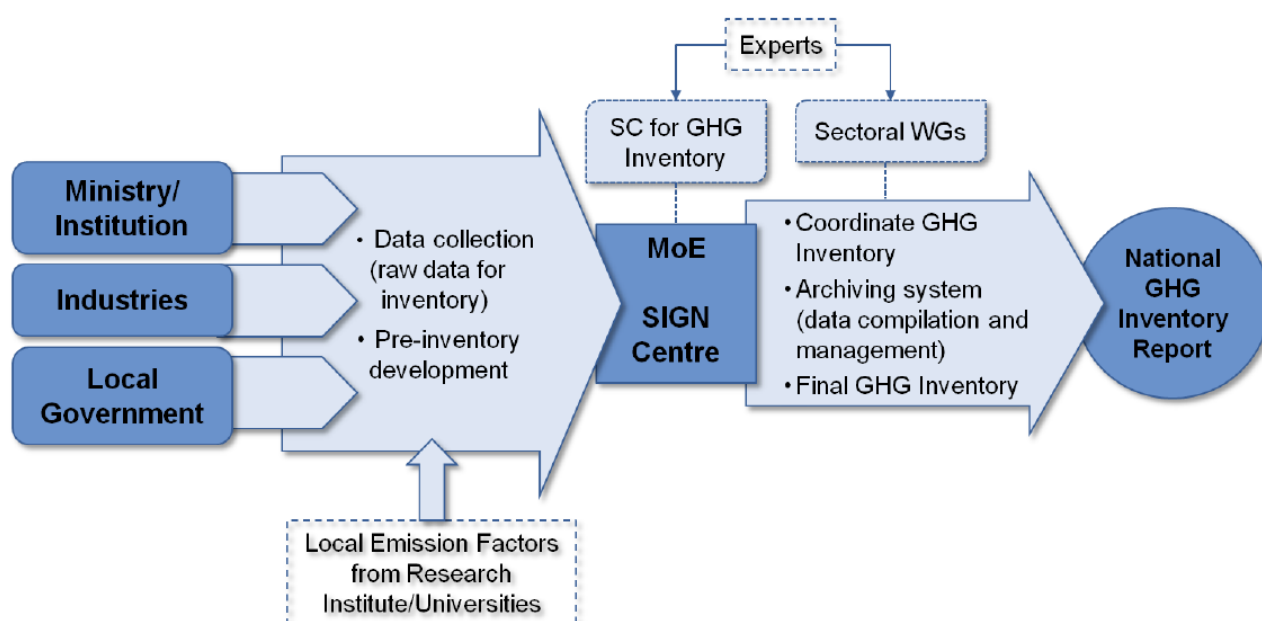 Experts
SC for GHG
Inventory
Sectoral WGs
Ministry/
Institution
Industries
Local
Government
• Data collection
(raw data for
inventory)
• Pre-inventory
development
MoE
SIGN
Centre
• Coordinate GHG
Inventory
• Archiving system
(data compilation and
management)
• Final GHG Inventory
National
GHG
Inventory
Report
Local Emission Factors
from Research
Institute/Universities